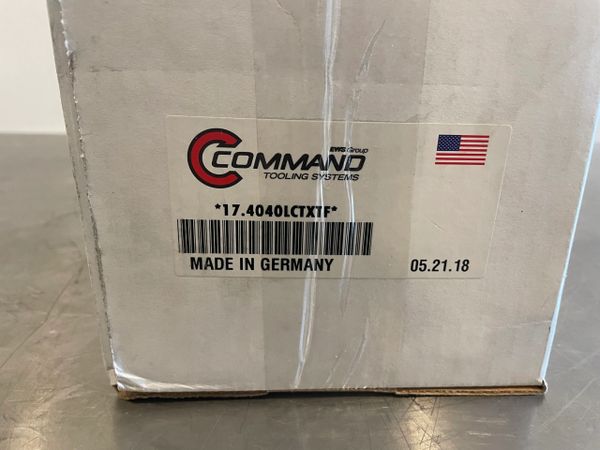 EWS Group
COMMAND
TOOLING SYSTEMS
*17.4040LCTXTF*
MADE IN GERMANY 05.21.18